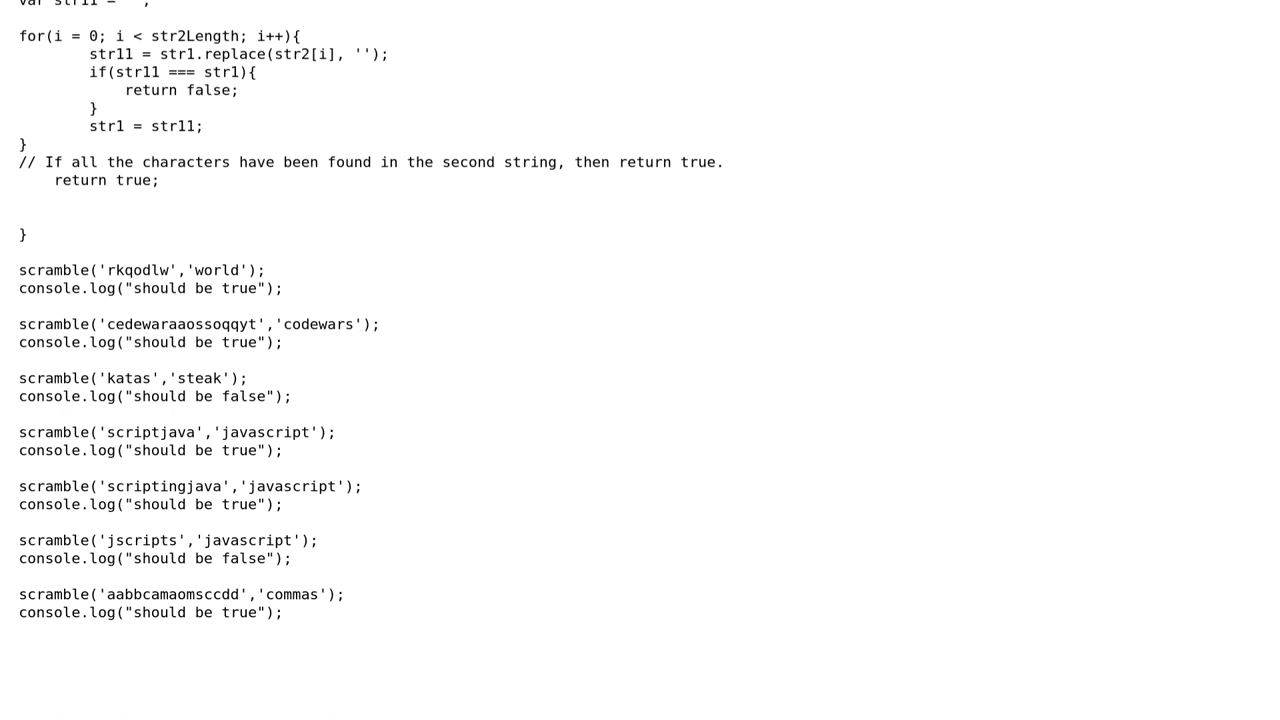 var str11 = '';
for(i = 0; i < str2Length; i++){
str11 = str1.replace(str2[i], '');
if(str11 === str1){
return false;
}
str1 = str11;
}
// If all the characters have been found in the second string, then return true.
return true;
}
scramble('rkqodlw','world');
console.log("should be true");
scramble('cedewaraaossoqqyt','codewars');
console.log("should be true");
scramble('katas','steak');
console.log("should be false");
scramble('scriptjava','javascript');
console.log("should be true");
scramble('scriptingjava','javascript');
console.log("should be true");
scramble('jscripts','javascript');
console.log("should be false");
scramble('aabbcamaomsccdd','commas');
console.log("should be true");